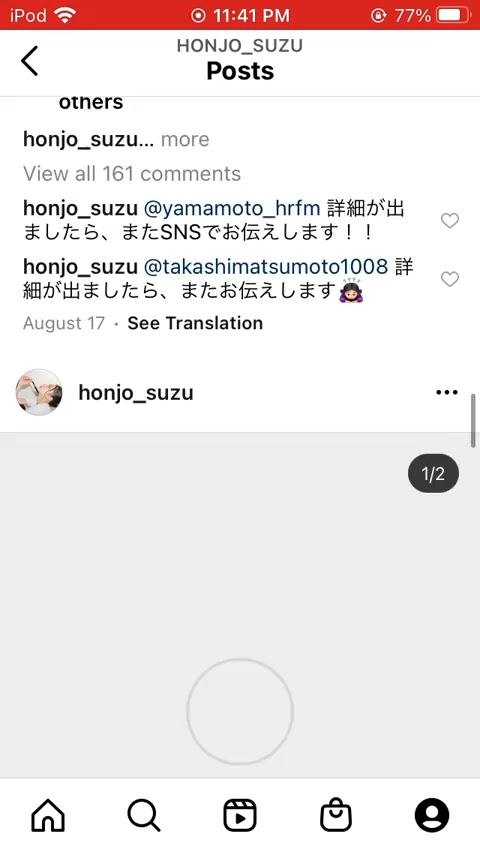 iPod 11:41 PM 77%
HONJO_SUZU
Posts
others
honjo_suzu... more
View all 161 comments
honjo_suzu @yamamoto_hrfm 詳細が出
ましたら、またSNSでお伝えします！！
honjo_suzu @takashimatsumoto1008 詳
細が出ましたら、またお伝えします🙇🏻‍♀️
August 17 · See Translation
honjo_suzu
1/2